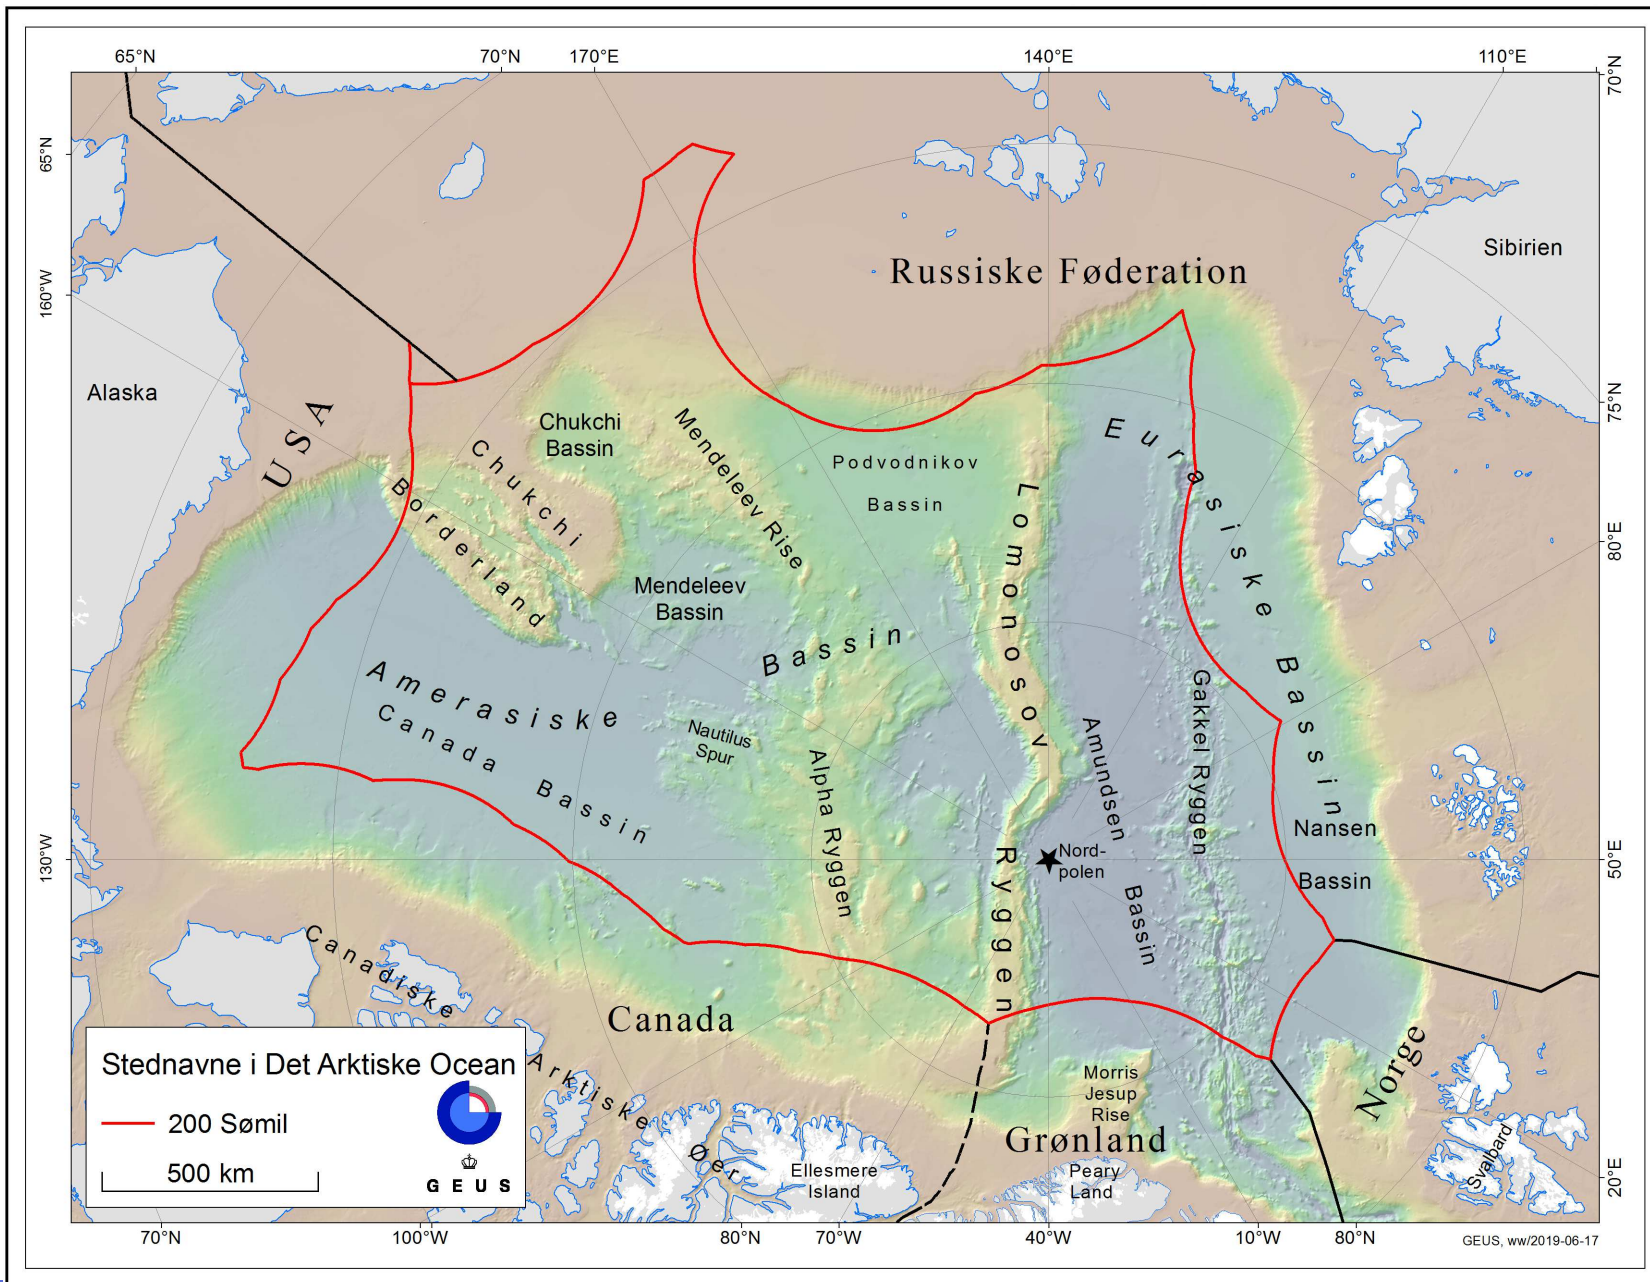 65°N
70°N
170°E
140°E
110°E
70°N
65°N
160°W
130°W
75°N
80°E
50°E
20°E
Sibirien
Russiske Føderation
Alaska
USA
Chukchi
Bassin
Chukchi
Borderland
Mendeleev Rise
Podvodnikov
Bassin
Eurasiske Bassin
Lomonosov Ryggen
Mendeleev
Bassin
Amerasiske Bassin
Canada Bassin
Nautilus
Spur
Alpha Ryggen
Amundsen
Bassin
Gakkel Ryggen
Nansen
Bassin
Nord-
polen
Canadiske Arktiske Øer
Canada
Morris
Jesup
Rise
Grønland
Norge
Svalbard
Ellesmere
Island
Peary
Land
Stednavne i Det Arktiske Ocean
200 Sømil
500 km
GEUS
70°N
100°W
80°N
70°W
40°W
10°W
80°N
GEUS, ww/2019-06-17